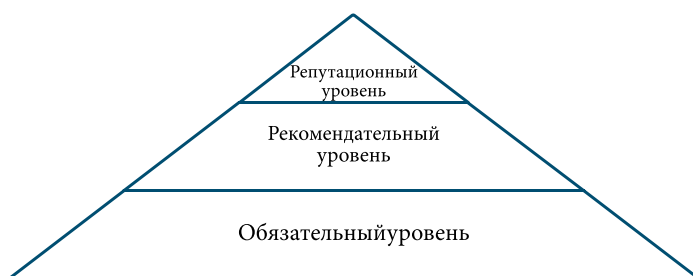 Репутационный
уровень
Рекомендательный
уровень
Обязательныйуровень